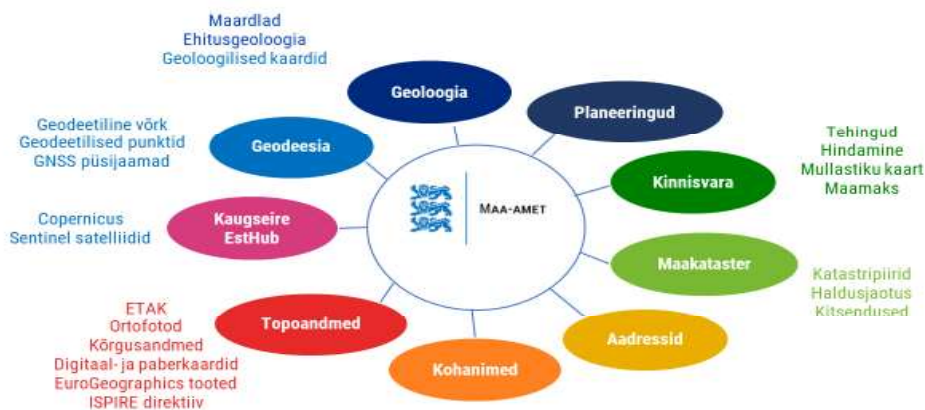 Maardlad
Ehitusgeoloogia
Geoloogilised kaardid
Geoloogia
Planeeringud
Geodeetiline võrk
Geodeetilised punktid
GNSS püsijaamad
Geodeesia
Tehingud
Hindamine
Mullastiku kaart
Maamaks
Kinnisvara
MAA-AMET
Copernicus
Sentinel satelliidid
Kaugseire
EstHub
Maakataster
Katastripiirid
Haldusjaotus
Kitsendused
ETAK
Ortofotod
Kõrgusandmed
Digitaal- ja paberkaardid
EuroGeographics tooted
ISPIRE direktiiv
Topoandmed
Aadressid
Kohanimed